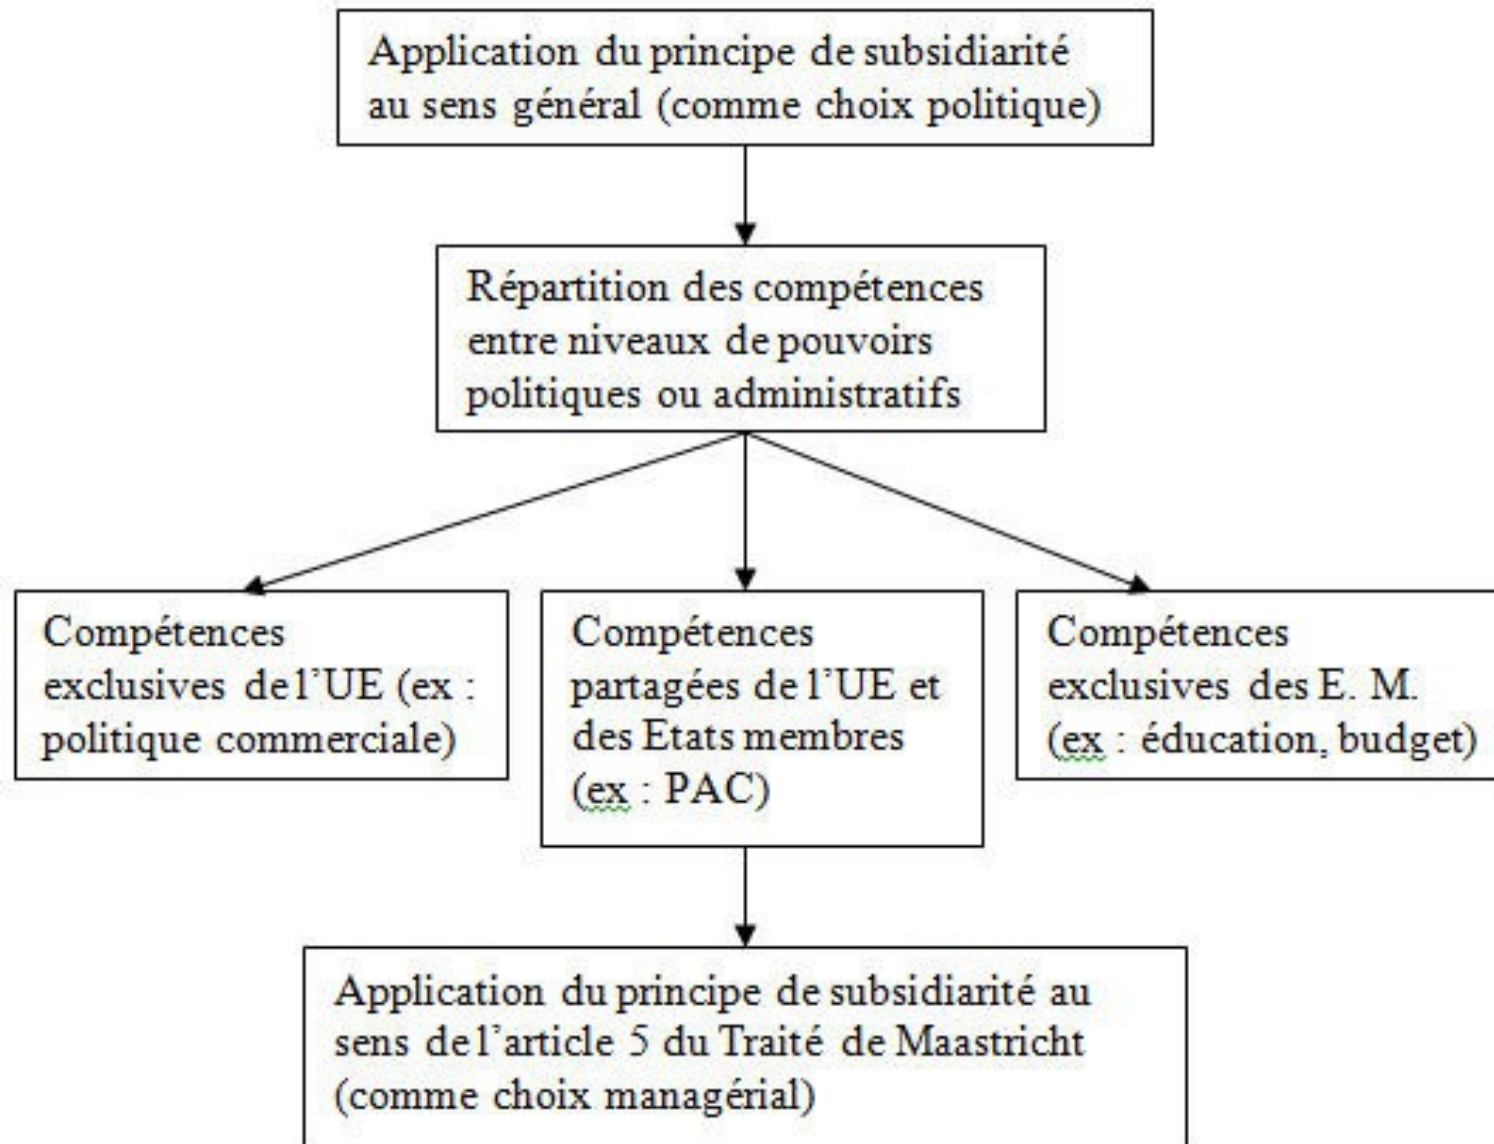 Application du principe de subsidiarité
au sens général (comme choix politique)
Répartition des compétences
entre niveaux de pouvoirs
politiques ou administratifs
Compétences
exclusives de l'UE (ex :
politique commerciale)
Compétences
partagées de l'UE et
des Etats membres
(ex : PAC)
Compétences
exclusives des E. M.
(ex : éducation, budget)
Application du principe de subsidiarité au
sens de l'article 5 du Traité de Maastricht
(comme choix managérial)